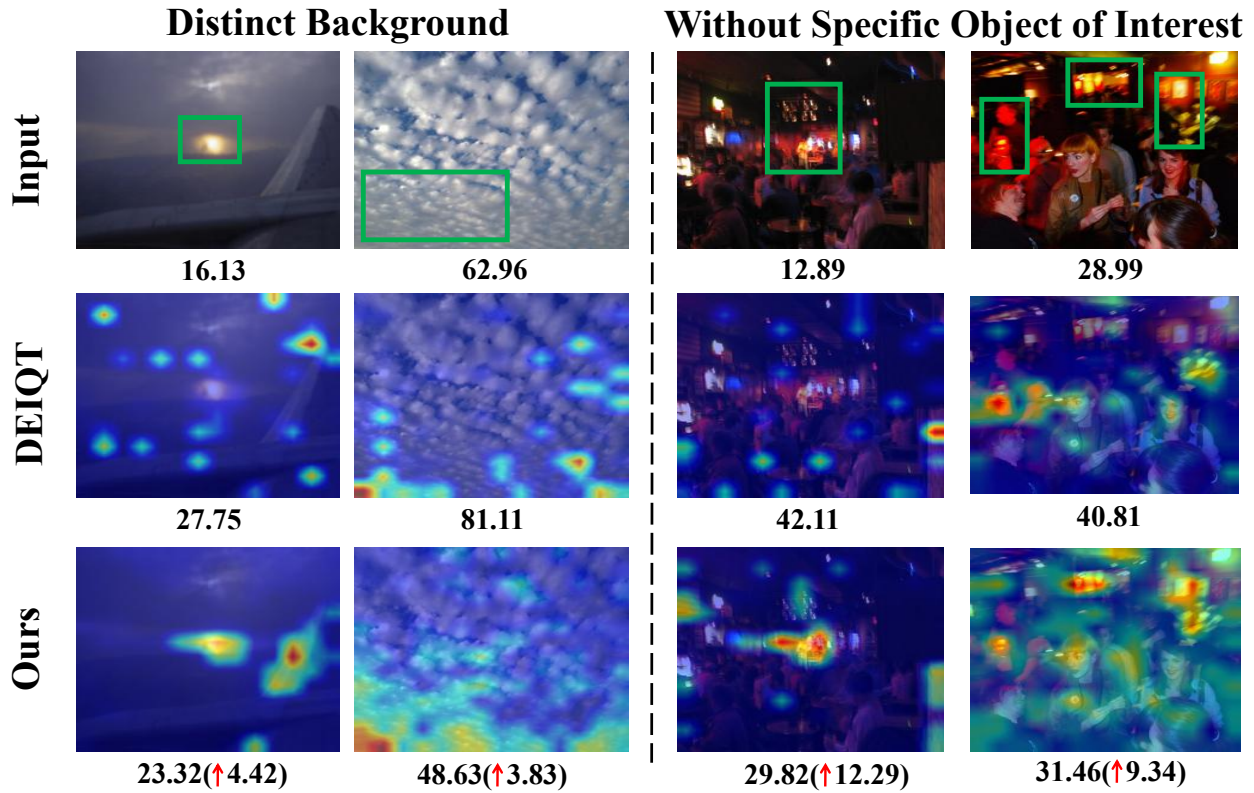 Distinct Background
Without Specific Object of Interest
Input
16.13
62.96
12.89
28.99
DEIQT
27.75
81.11
42.11
40.81
Ours
23.32(↑4.42)
48.63(↑3.83)
29.82(↑12.29)
31.46(↑9.34)